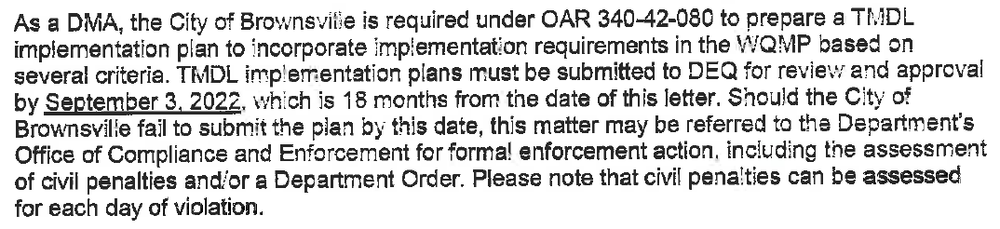 As a DMA, the City of Brownsville is required under OAR 340-42-080 to prepare a TMDL
implementation plan to incorporate implementation requirements in the WQMP based on
several criteria. TMDL implementation plans must be submitted to DEQ for review and approval
by September 3, 2022, which is 18 months from the date of this letter. Should the City of
Brownsville fail to submit the plan by this date, this matter may be referred to the Department's
Office of Compliance and Enforcement for formal enforcement action, including the assessment
of civil penalties and/or a Department Order. Please note that civil penalties can be assessed
for each day of violation.